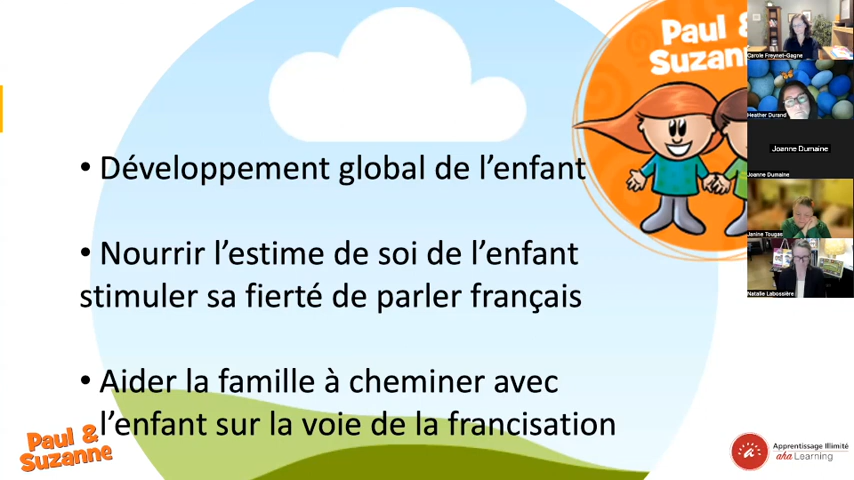 Paul &
Suzanne
• Développement global de l'enfant
• Nourrir l'estime de soi de l'enfant
stimuler sa fierté de parler français
• Aider la famille à cheminer avec
l'enfant sur la voie de la francisation
Paul &
Suzanne
Apprentissage Illimité
aha Learning
Carole Freynet-Gagne
Heather Durand
Joanne Dumaine
Joanne Dumaine
Janine Tougas
Natalie Labossière